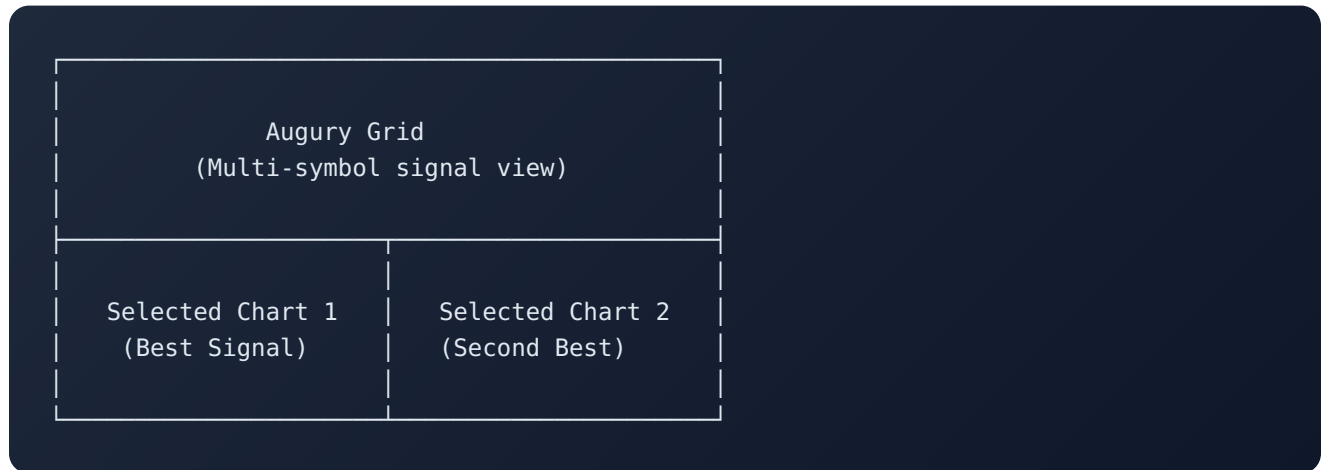 Augury Grid
(Multi-symbol signal view)
Selected Chart 1 Selected Chart 2
(Best Signal) (Second Best)